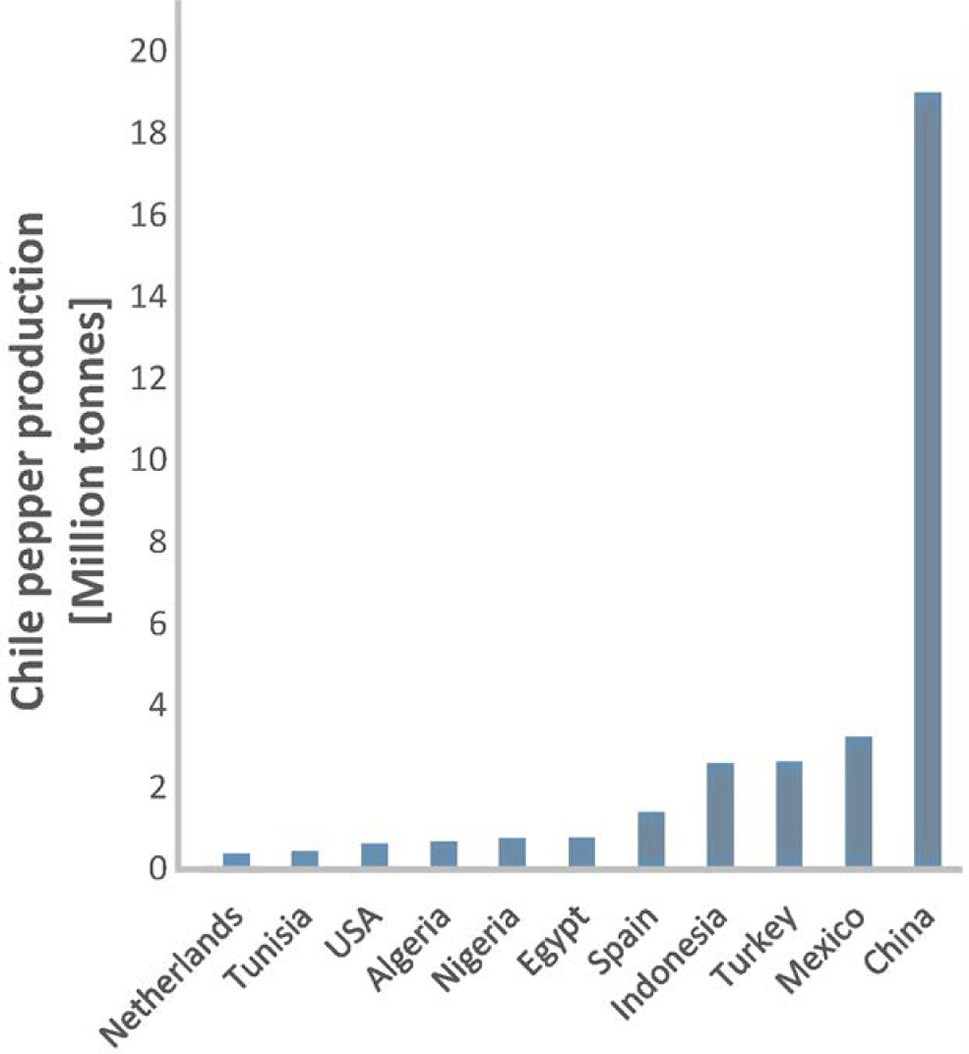 Chile pepper production
[Million tonnes]
20
18
16
14
12
10
8
6
4
2
0
Netherlands
Tunisia
USA
Algeria
Nigeria
Egypt
Spain
Indonesia
Turkey
Mexico
China